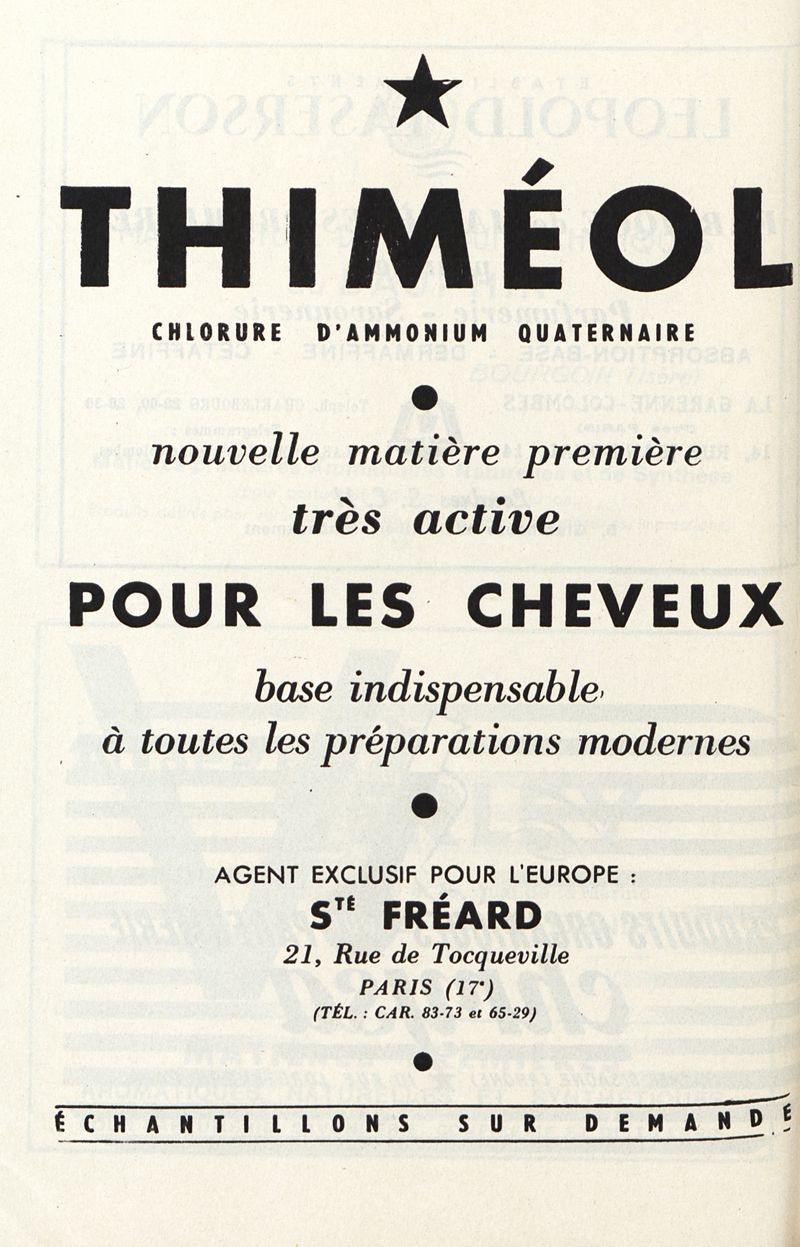 THIMÉOL
CHLORURE D'AMMONIUM QUATERNAIRE
nouvelle matière première
très active
POUR LES CHEVEUX
base indispensable
à toutes les préparations modernes
AGENT EXCLUSIF POUR L'EUROPE :
STÉ FRÉARD
21, Rue de Tocqueville
PARIS (17e)
(TÉL. : CAR. 83-73 et 65-29)
ÉCHANTILLONS SUR DEMANDE